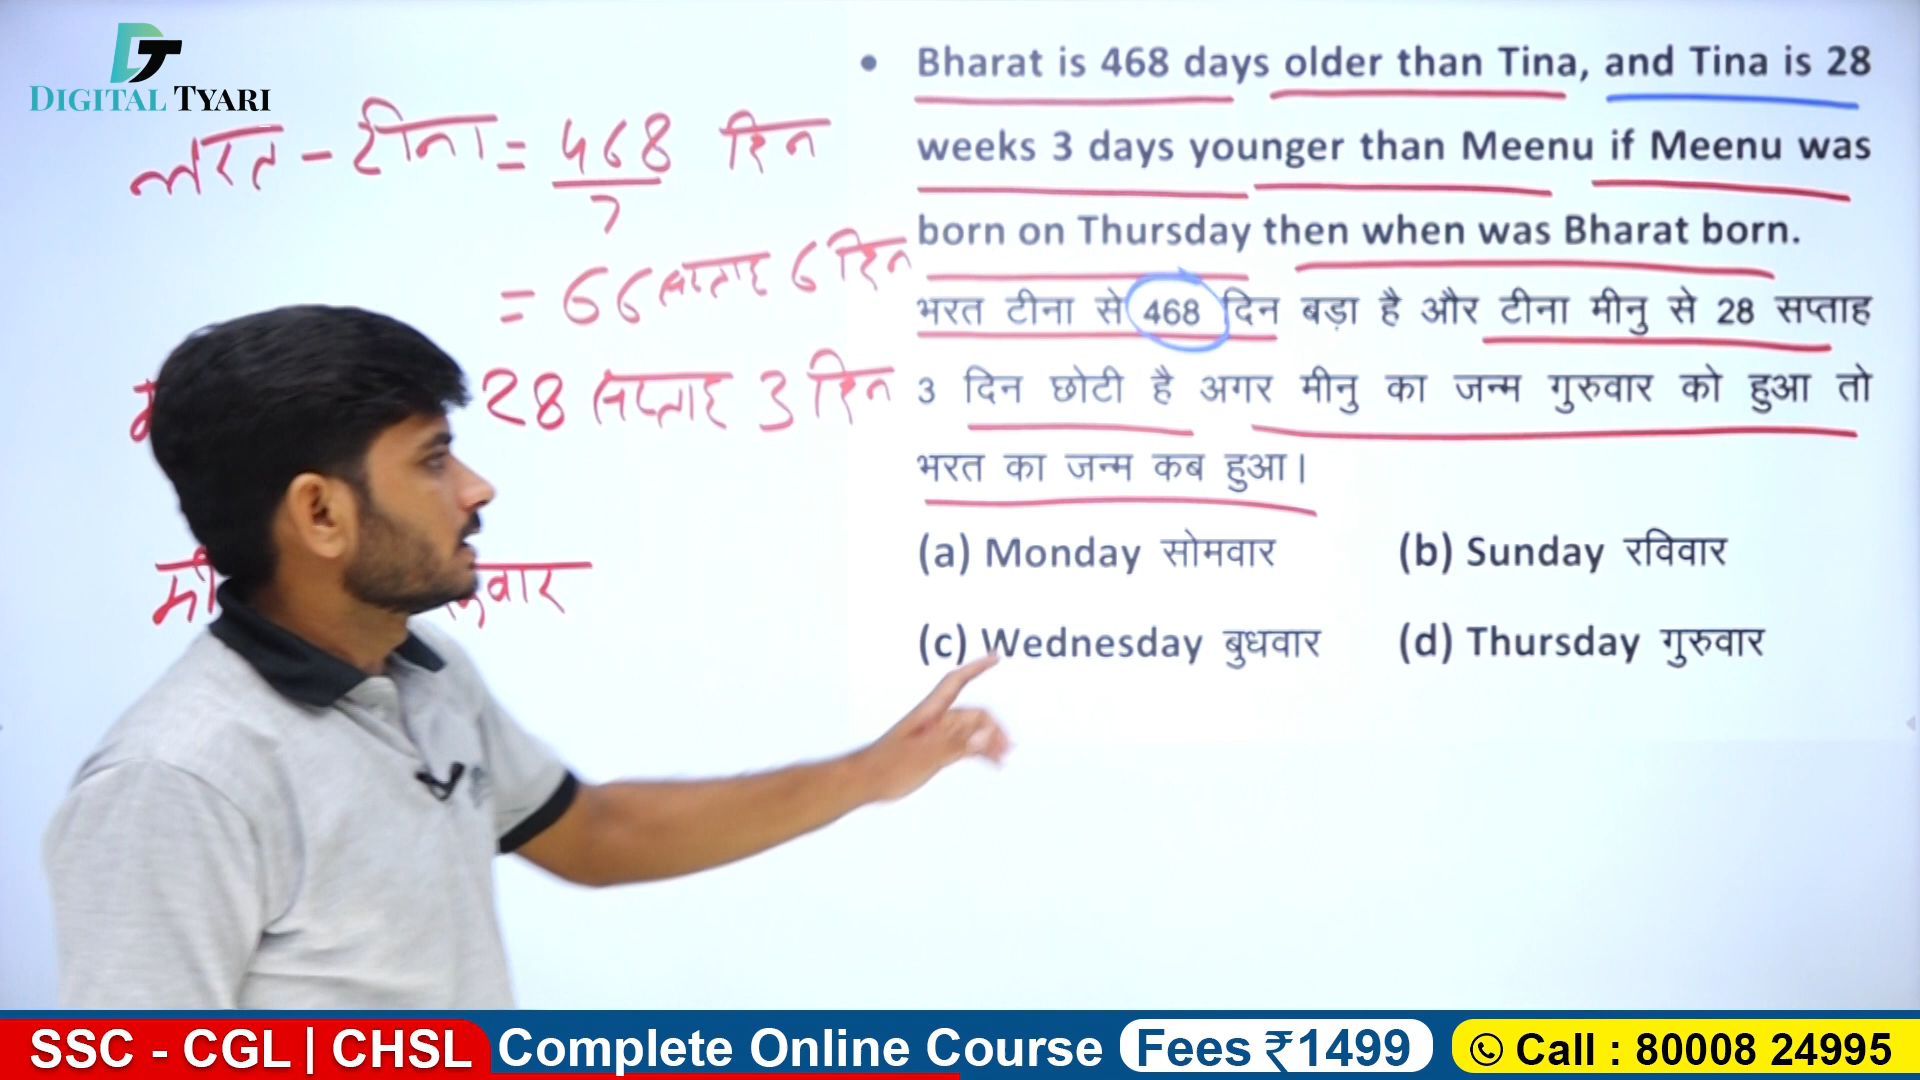 DT
DIGITAL TYARI
भरत - टीना = 468 दिन
7
= 66 सप्ताह 6 दिन
28 सप्ताह 3 दिन
मी
वार
• Bharat is 468 days older than Tina, and Tina is 28
weeks 3 days younger than Meenu if Meenu was
born on Thursday then when was Bharat born.
भरत टीना से 468 दिन बड़ा है और टीना मीनु से 28 सप्ताह
3 दिन छोटी है अगर मीनु का जन्म गुरुवार को हुआ तो
भरत का जन्म कब हुआ।
(a) Monday सोमवार (b) Sunday रविवार
(c) Wednesday बुधवार (d) Thursday गुरुवार
SSC - CGL | CHSL Complete Online Course Fees ₹1499 Call : 80008 24995